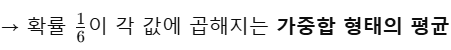 → 확률 1/6이 각 값에 곱해지는 가중합 형태의 평균